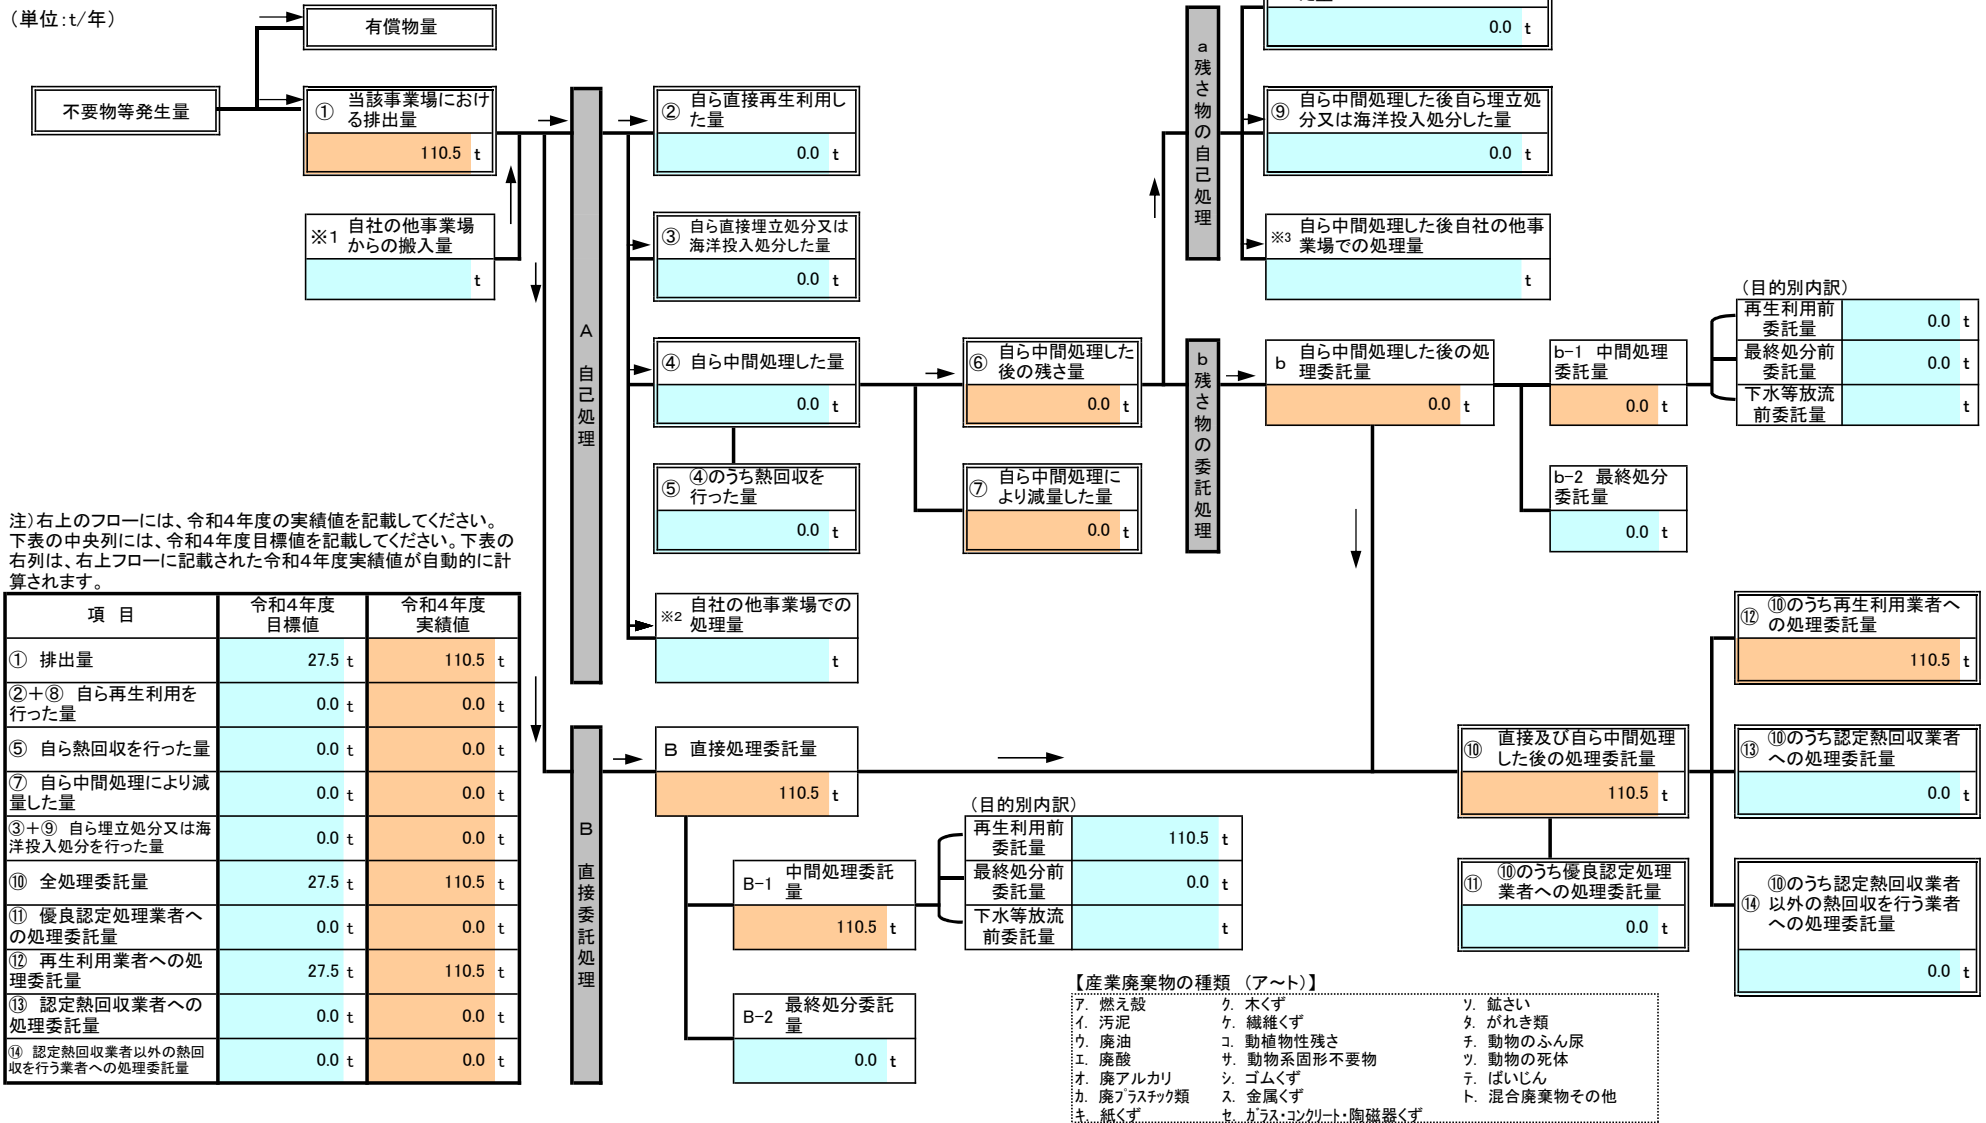 （単位：t/年）
有償物量
不要物等発生量
① 当該事業場におけ
る排出量
110.5 t
※1 自社の他事業場
からの搬入量
t
A 自己処理
② 自ら直接再生利用し
た量
0.0 t
③ 自ら直接埋立処分又は
海洋投入処分した量
0.0 t
④ 自ら中間処理した量
0.0 t
⑤ ④のうち熱回収を
行った量
0.0 t
※2 自社の他事業場での
処理量
t
⑥ 自ら中間処理した
後の残さ量
0.0 t
⑦ 自ら中間処理に
より減量した量
0.0 t
a 残さ物の自己処理
0.0 t
⑨ 自ら中間処理した後自ら埋立処
分又は海洋投入処分した量
0.0 t
※3 自ら中間処理した後自社の他事
業場での処理量
t
b 残さ物の委託処理
b 自ら中間処理した後の処
理委託量
0.0 t
b-1 中間処理
委託量
0.0 t
b-2 最終処分
委託量
0.0 t
（目的別内訳）
再生利用前
委託量
0.0 t
最終処分前
委託量
0.0 t
下水等放流
前委託量
t
注）右上のフローには、令和４年度の実績値を記載してください。
下表の中央列には、令和４年度目標値を記載してください。下表の
右列は、右上フローに記載された令和４年度実績値が自動的に計
算されます。
項 目 令和４年度 令和４年度
目標値 実績値
① 排出量 27.5 t 110.5 t
②＋⑧ 自ら再生利用を
行った量 0.0 t 0.0 t
⑤ 自ら熱回収を行った量 0.0 t 0.0 t
⑦ 自ら中間処理により減
量した量 0.0 t 0.0 t
③＋⑨ 自ら埋立処分又は海
洋投入処分を行った量 0.0 t 0.0 t
⑩ 全処理委託量 27.5 t 110.5 t
⑪ 優良認定処理業者へ
の処理委託量 0.0 t 0.0 t
⑫ 再生利用業者への処
理委託量 27.5 t 110.5 t
⑬ 認定熱回収業者への
処理委託量 0.0 t 0.0 t
⑭ 認定熱回収業者以外の熱回
収を行う業者への処理委託量 0.0 t 0.0 t
B 直接委託処理
B 直接処理委託量
110.5 t
B-1 中間処理委託
量
110.5 t
B-2 最終処分委託
量
0.0 t
（目的別内訳）
再生利用前
委託量
110.5 t
最終処分前
委託量
0.0 t
下水等放流
前委託量
t
⑩ 直接及び自ら中間処理
した後の処理委託量
110.5 t
⑪ ⑩のうち優良認定処理
業者への処理委託量
0.0 t
⑫ ⑩のうち再生利用業者へ
の処理委託量
110.5 t
⑬ ⑩のうち認定熱回収業者
への処理委託量
0.0 t
⑭ ⑩のうち認定熱回収業者
以外の熱回収を行う業者
への処理委託量
0.0 t
【産業廃棄物の種類 （ア～ト）】
ア. 燃え殻 ク. 木くず ソ. 鉱さい
イ. 汚泥 ケ. 繊維くず タ. がれき類
ウ. 廃油 コ. 動植物性残さ チ. 動物のふん尿
エ. 廃酸 サ. 動物系固形不要物 ツ. 動物の死体
オ. 廃アルカリ シ. ゴムくず テ. ばいじん
カ. 廃プラスチック類 ス. 金属くず ト. 混合廃棄物その他
キ. 紙くず セ. ガラス・コンクリート・陶磁器くず